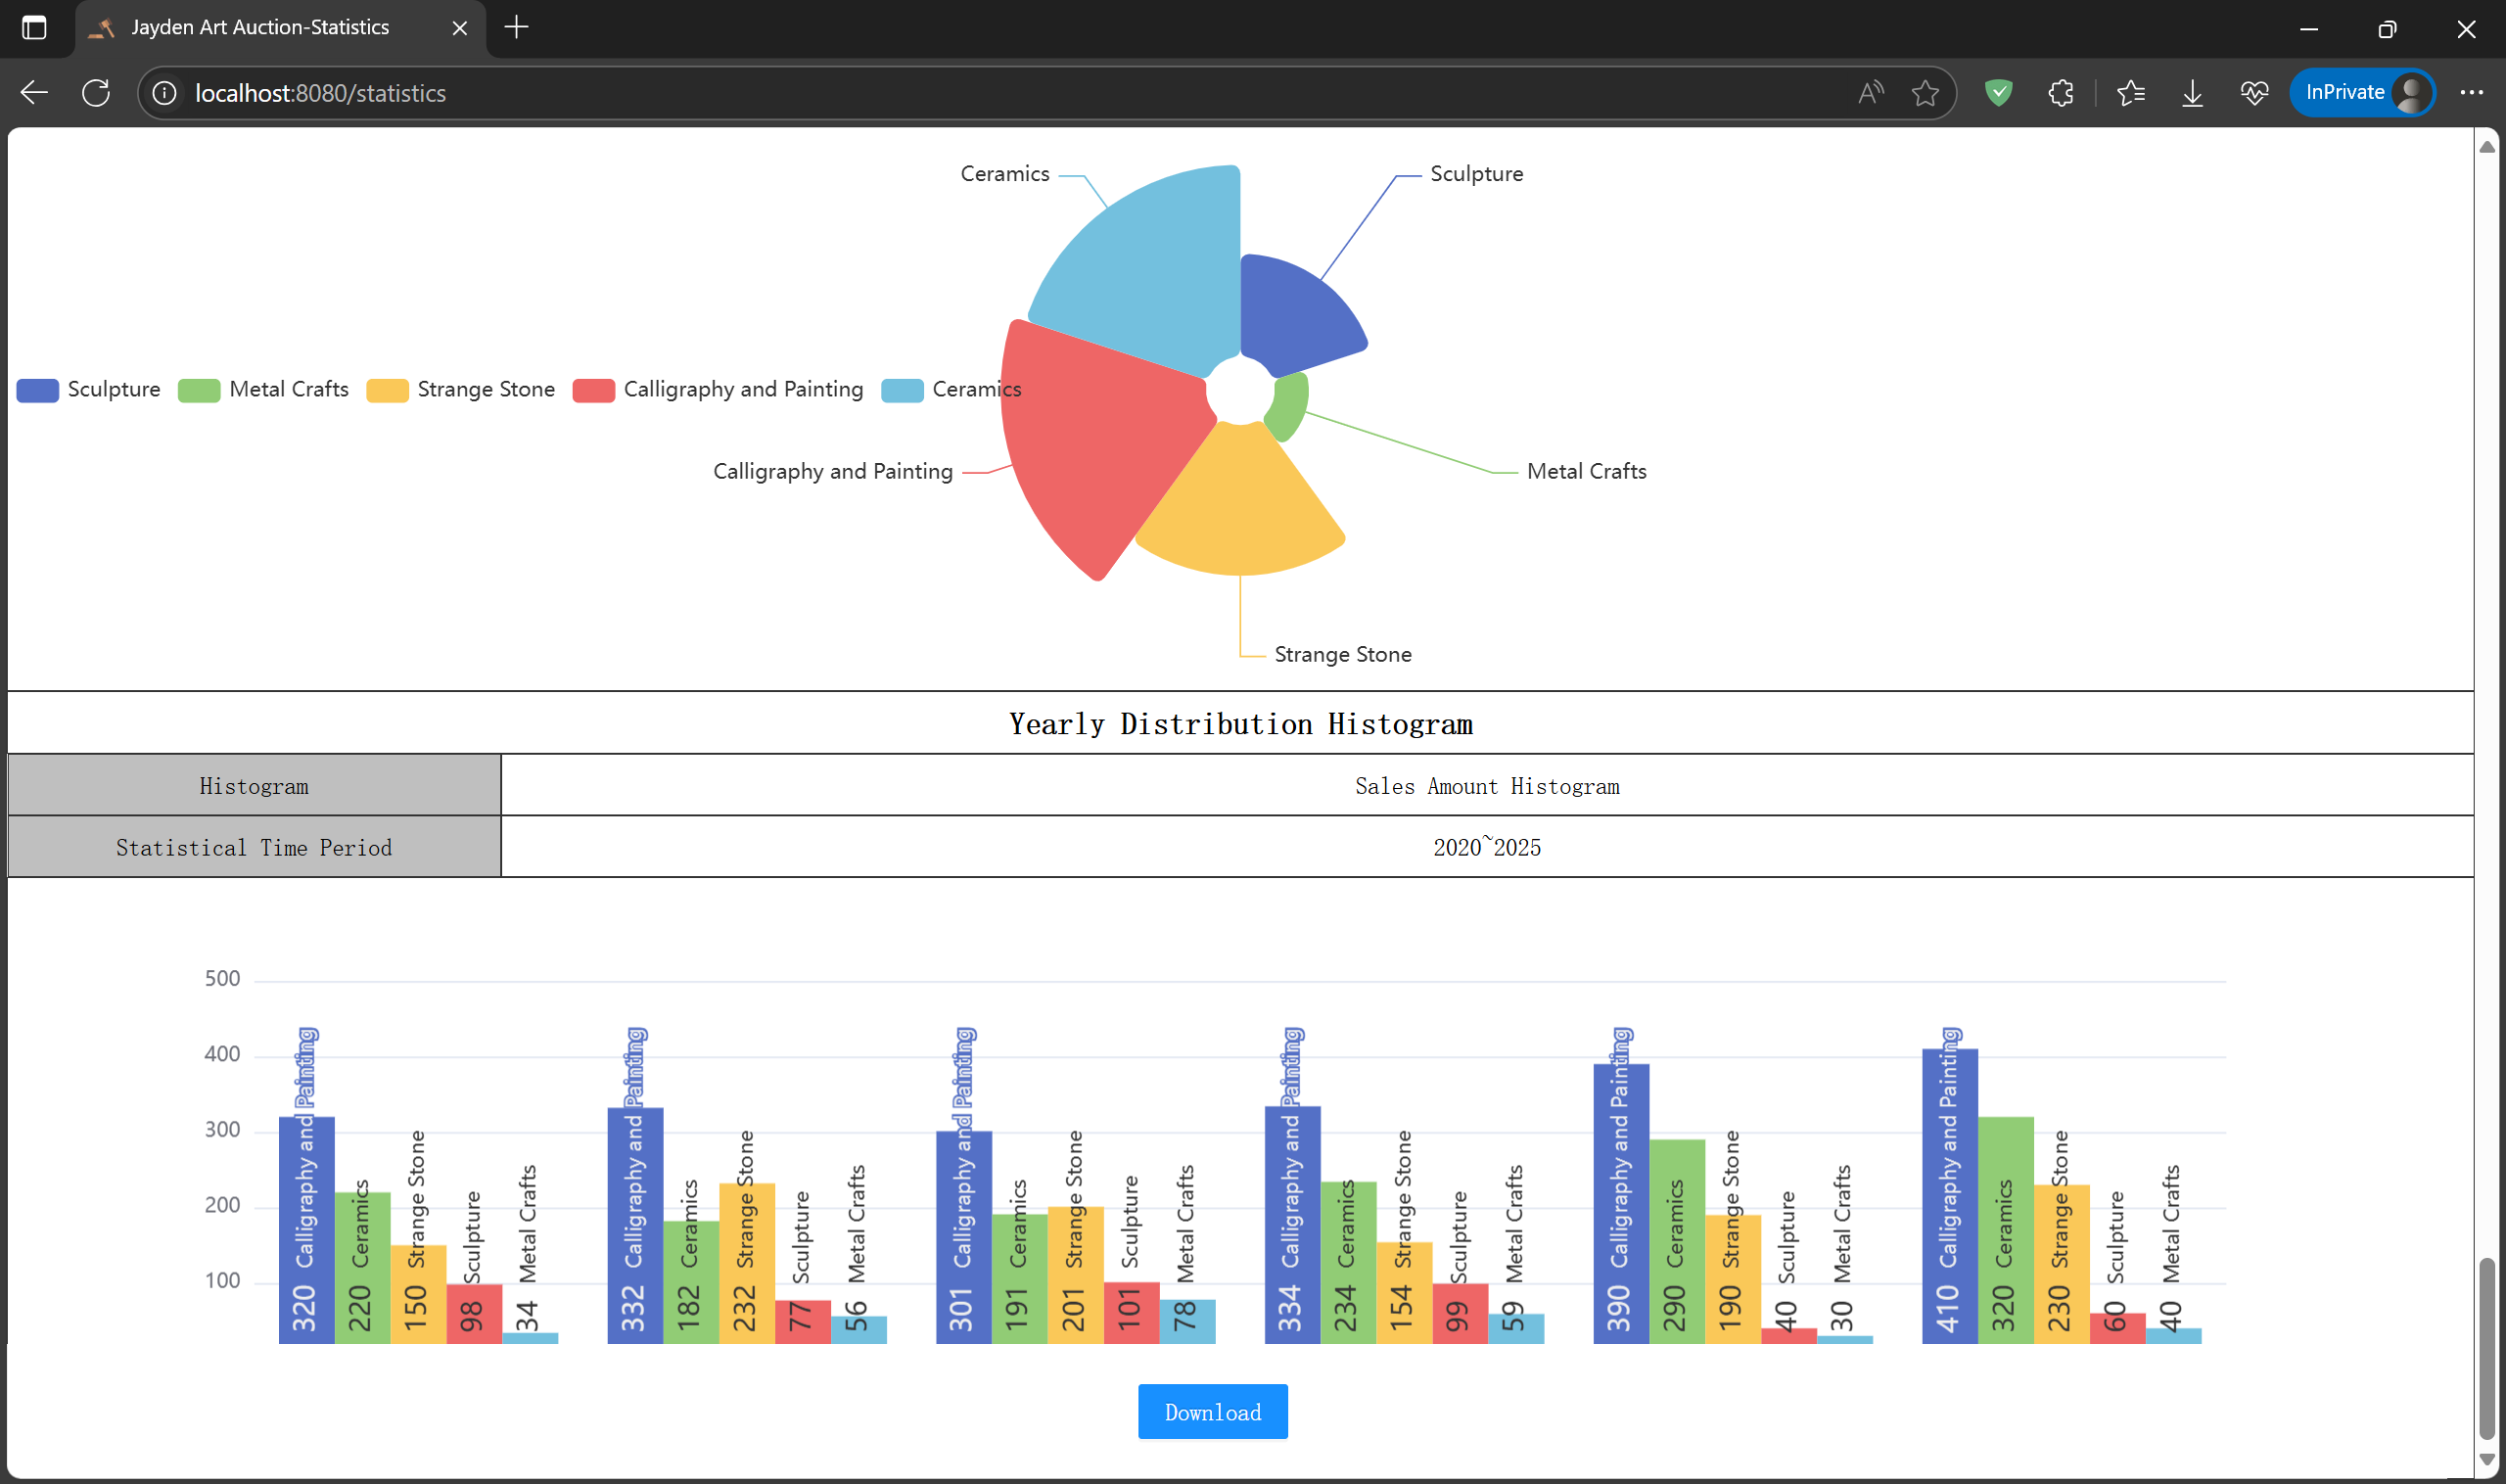 Jayden Art Auction-Statistics
localhost:8080/statistics
InPrivate
Ceramics
Sculpture
Sculpture Metal Crafts Strange Stone Calligraphy and Painting Ceramics
Calligraphy and Painting
Metal Crafts
Strange Stone
Yearly Distribution Histogram
Histogram
Sales Amount Histogram
Statistical Time Period
2020~2025
500
400
300
200
100
320 Calligraphy and Painting
220 Ceramics
150 Strange Stone
98 Sculpture
34 Metal Crafts
332 Calligraphy and Painting
182 Ceramics
232 Strange Stone
77 Sculpture
56 Metal Crafts
301 Calligraphy and Painting
191 Ceramics
201 Strange Stone
101 Sculpture
78 Metal Crafts
334 Calligraphy and Painting
234 Ceramics
154 Strange Stone
99 Sculpture
59 Metal Crafts
390 Calligraphy and Painting
290 Ceramics
190 Strange Stone
40 Sculpture
30 Metal Crafts
410 Calligraphy and Painting
320 Ceramics
230 Strange Stone
60 Sculpture
40 Metal Crafts
Download